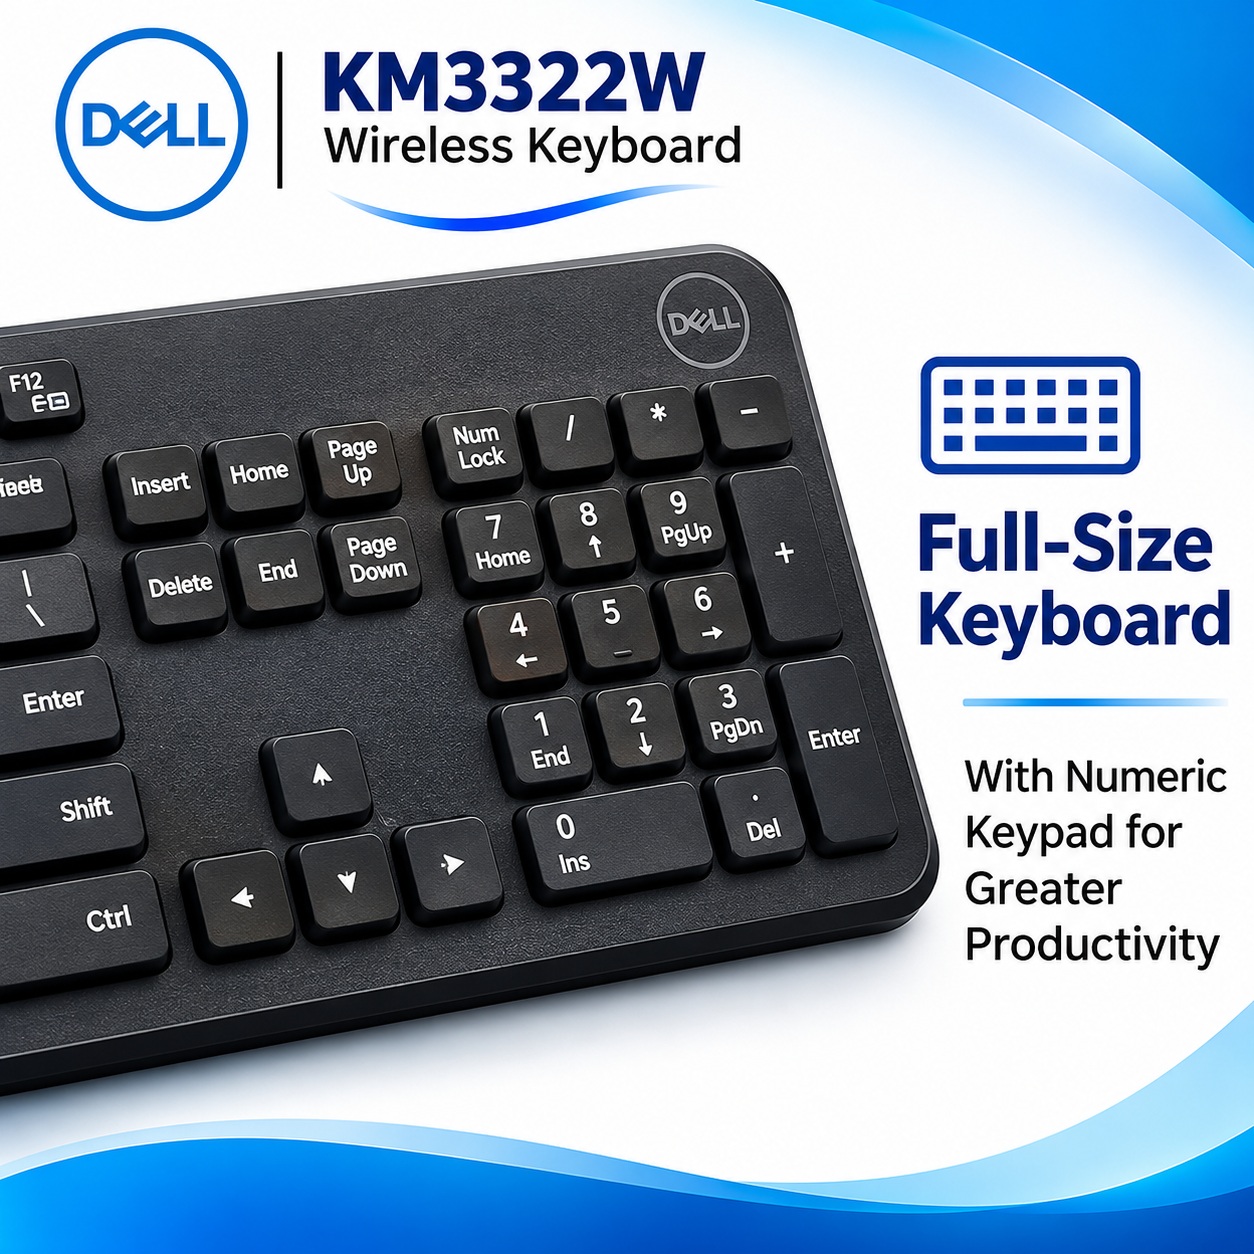 DELL
KM3322W
Wireless Keyboard
DELL
F12
Insert
Home
Page
Up
Num
Lock
/
*
-
Delete
End
Page
Down
7
Home
8
↑
9
PgUp
+
|
\
4
←
5
6
→
Enter
1
End
2
↓
3
PgDn
Enter
Shift
0
Ins
.
Del
Ctrl
Full-Size
Keyboard
With Numeric
Keypad for
Greater
Productivity